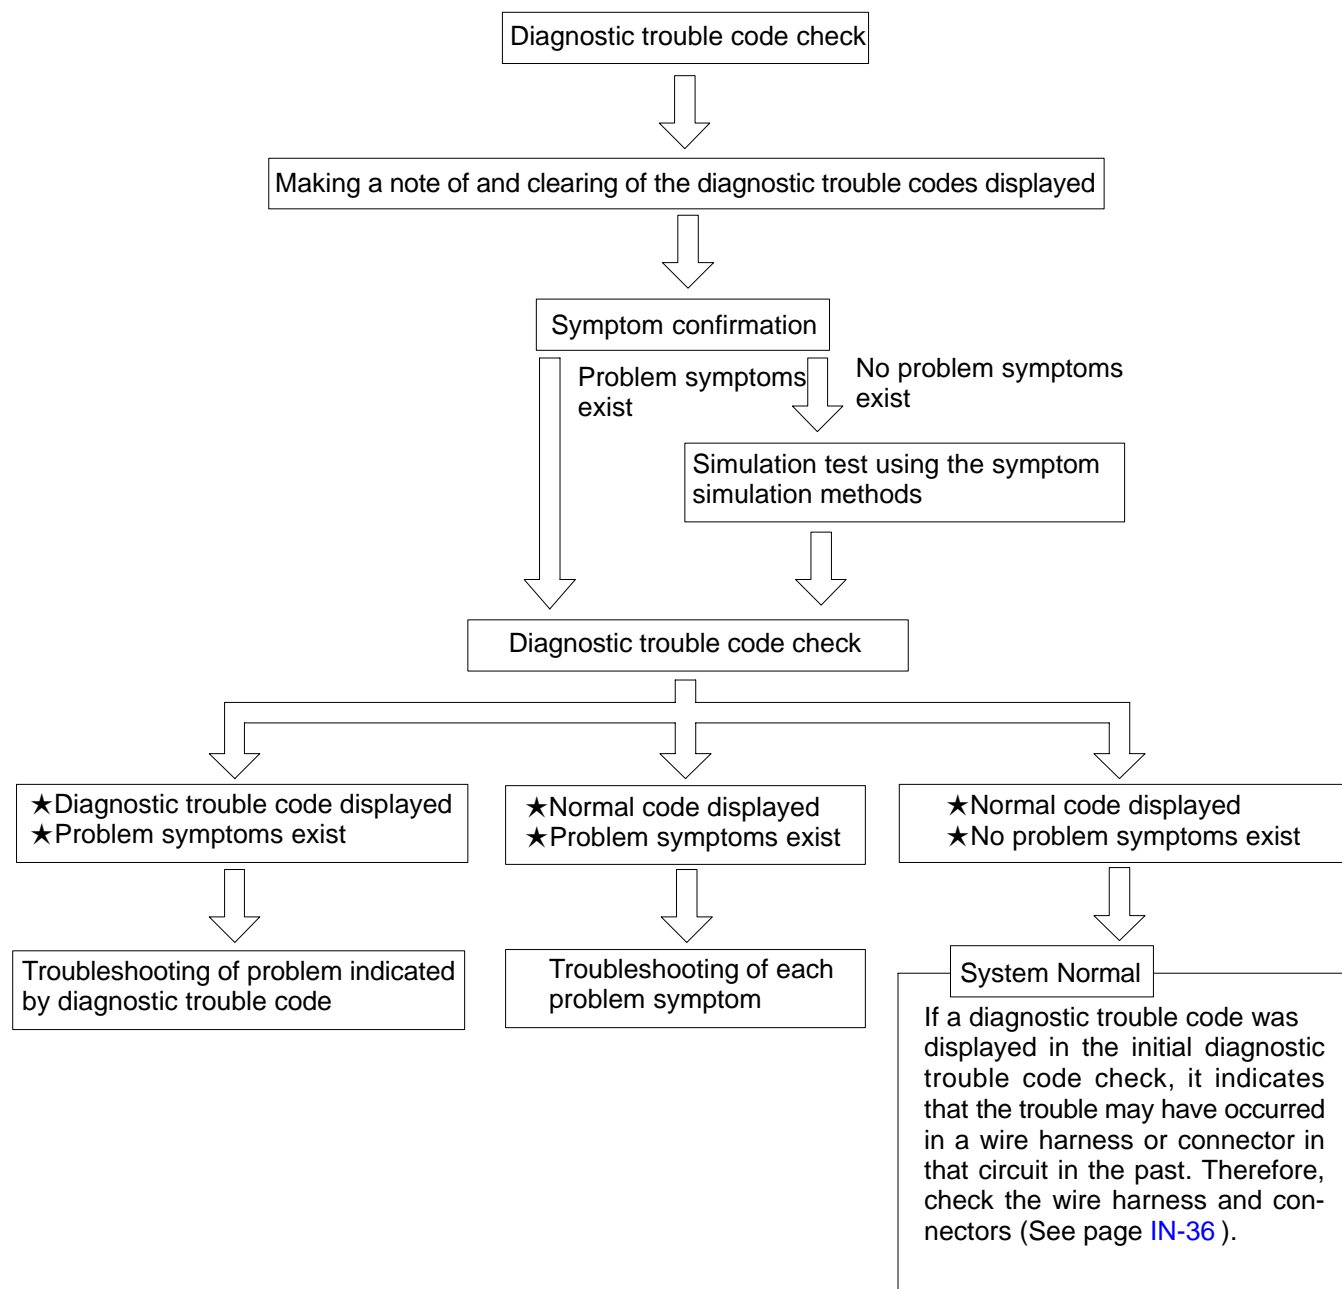 Diagnostic trouble code check
Making a note of and clearing of the diagnostic trouble codes displayed
Symptom confirmation
Problem symptoms
exist
No problem symptoms
exist
Simulation test using the symptom
simulation methods
Diagnostic trouble code check
★Diagnostic trouble code displayed
★Problem symptoms exist
★Normal code displayed
★Problem symptoms exist
★Normal code displayed
★No problem symptoms exist
Troubleshooting of problem indicated
by diagnostic trouble code
Troubleshooting of each
problem symptom
System Normal
If a diagnostic trouble code was
displayed in the initial diagnostic
trouble code check, it indicates
that the trouble may have occurred
in a wire harness or connector in
that circuit in the past. Therefore,
check the wire harness and con-
nectors (See page IN-36 ).